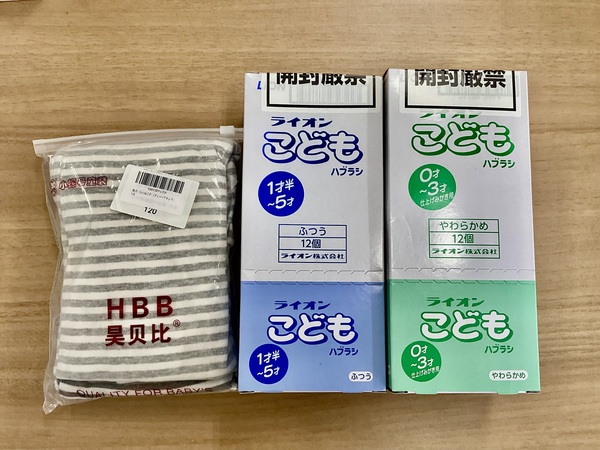 120
HBB
昊贝比®
QUALITY FOR BABY'S
開封厳禁
ライオン
こども
ハブラシ
1才半
~5才
ふつう
12個
ライオン株式会社
ライオン
こども
ハブラシ
1才半
~5才
ふつう
開封厳禁
ライオン
こども
ハブラシ
0才
~3才
仕上げみがき用
やわらかめ
12個
ライオン株式会社
ライオン
こども
ハブラシ
0才
~3才
仕上げみがき用
やわらかめ